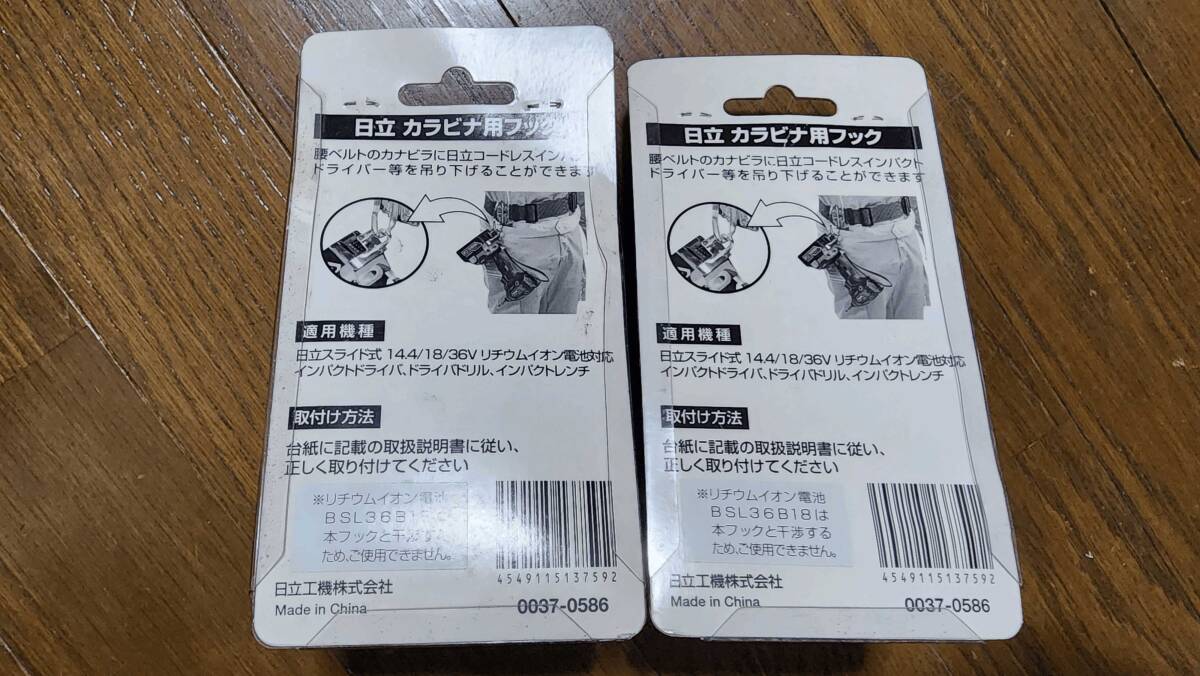 日立 カラビナ用フック
腰ベルトのカナビラに日立コードレスインパ
ドライバー等を吊り下げることができます
適用機種
日立スライド式 14.4/18/36V リチウムイオン電池対応
インパクトドライバ、ドライバドリル、インパクトレンチ
取付け方法
台紙に記載の取扱説明書に従い、
正しく取り付けてください
※リチウムイオン電池
BSL36B18
本フックと干渉する
ため、ご使用できません。
4549115137592
日立工機株式会社
Made in China
0037-0586
日立 カラビナ用フック
腰ベルトのカナビラに日立コードレスインパクト
ドライバー等を吊り下げることができます
適用機種
日立スライド式 14.4/18/36V リチウムイオン電池対応
インパクトドライバ、ドライバドリル、インパクトレンチ
取付け方法
台紙に記載の取扱説明書に従い、
正しく取り付けてください
※リチウムイオン電池
BSL36B18は
本フックと干渉する
ため、ご使用できません。
4549115137592
日立工機株式会社
Made in China
0037-0586